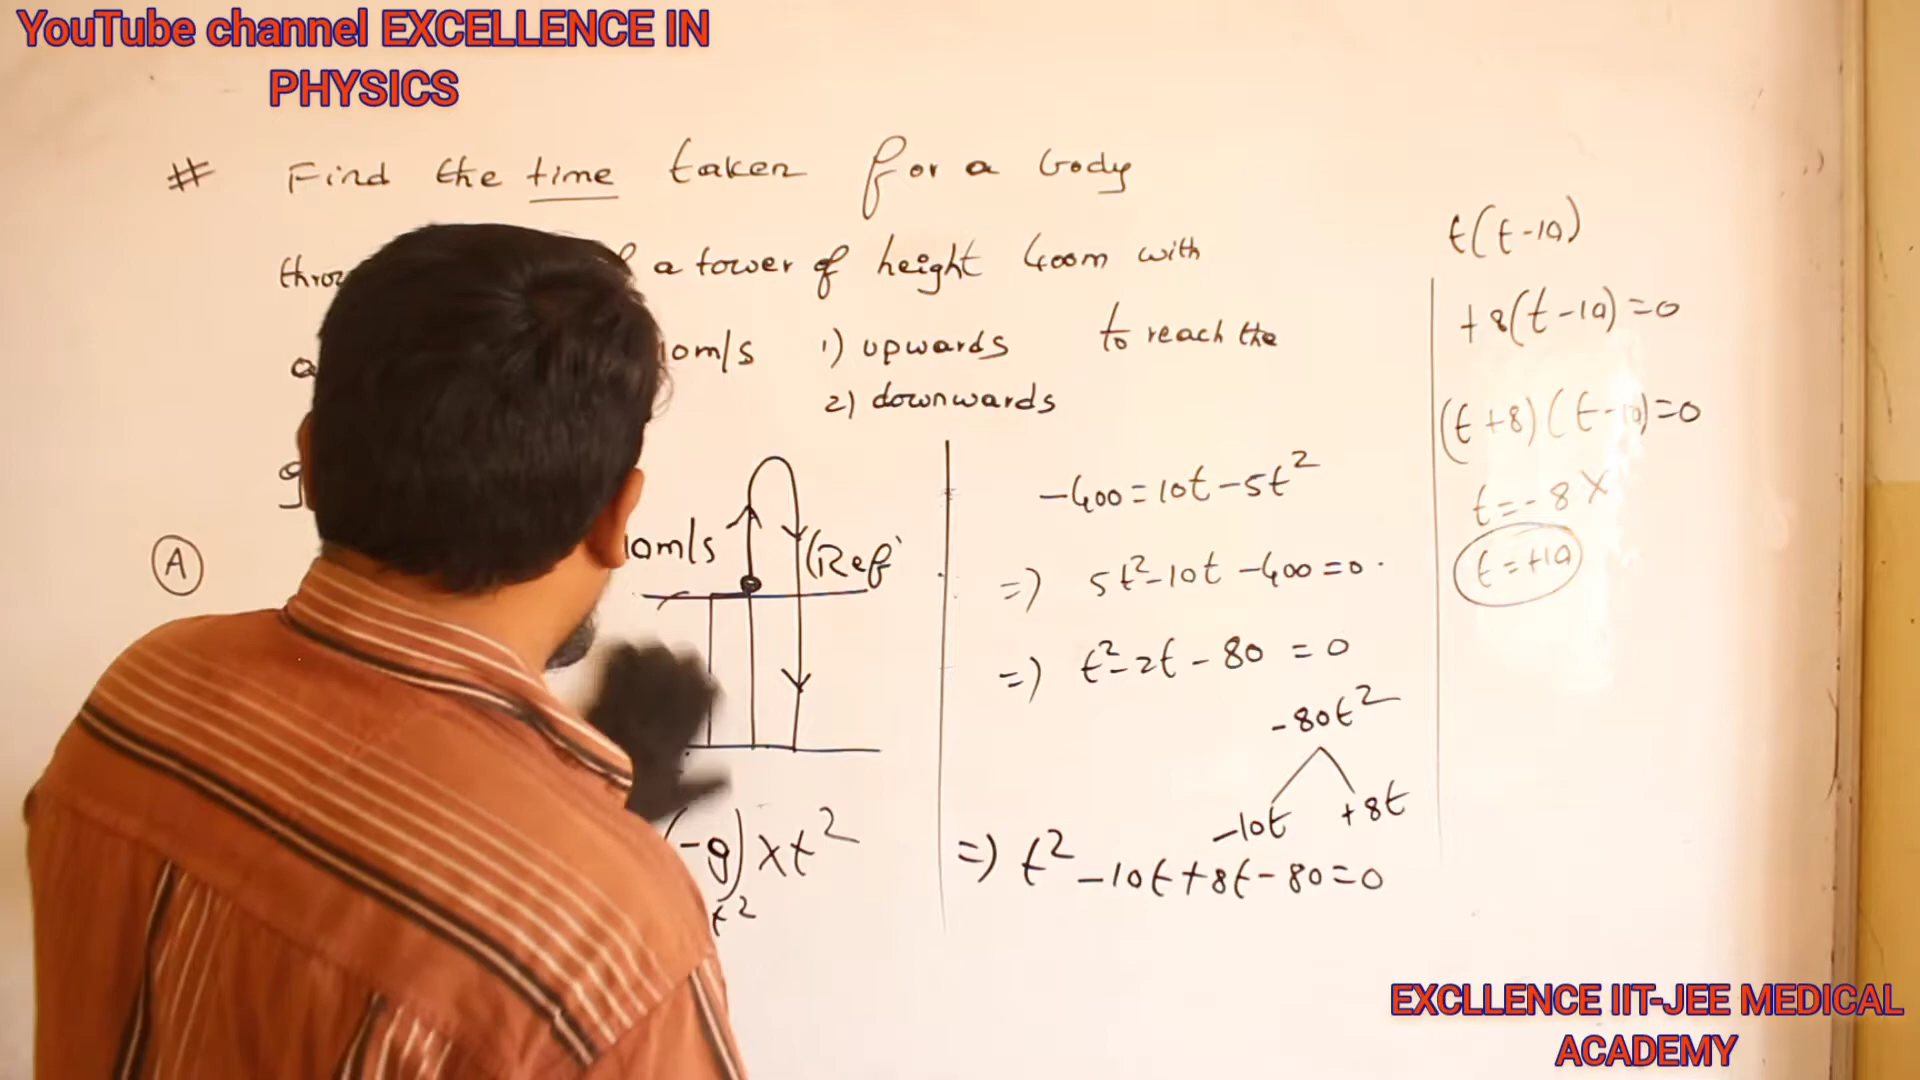 YouTube channel EXCELLENCE IN
PHYSICS
# Find the time taken for a body
a tower of height 400m with
10m/s 1) upwards to reach the
2) downwards
A
10m/s
(Ref
(-g) x t²
t²
-400 = 10t - 5t²
=) 5t² - 10t - 400 = 0.
=) t² - 2t - 80 = 0
-80t²
-10t +8t
=) t² - 10t + 8t - 80 = 0
t(t-10)
+8(t-10)=0
(t+8)(t-10)=0
t = -8 X
t = +10
EXCLLENCE IIT-JEE MEDICAL
ACADEMY